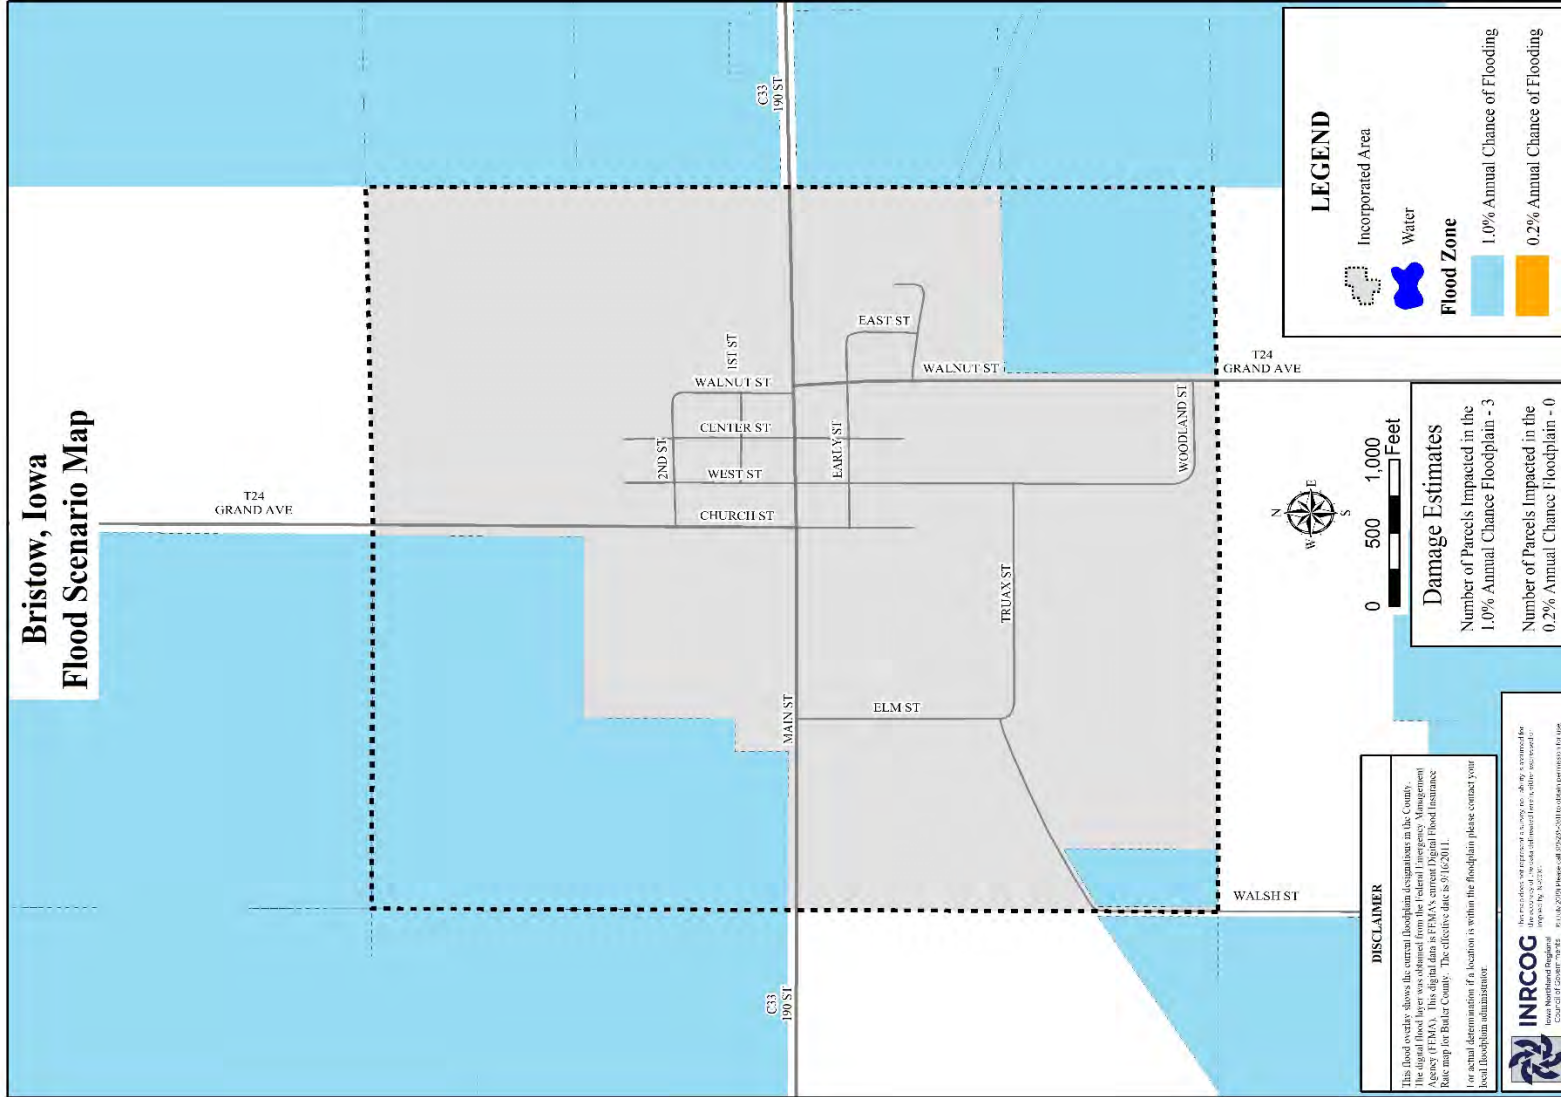 Bristow, Iowa
Flood Scenario Map
T24
GRAND AVE
C33
190 ST
2ND ST
1ST ST
WALNUT ST
CENTER ST
WEST ST
CHURCH ST
MAIN ST
EARLY ST
EAST ST
WALNUT ST
ELM ST
TRUAX ST
WOODLAND ST
T24
GRAND AVE
WALSH ST
C33
190 ST
LEGEND
Incorporated Area
Water
Flood Zone
1.0% Annual Chance of Flooding
0.2% Annual Chance of Flooding
N
E
S
W
0 500 1,000
Feet
Damage Estimates
Number of Parcels Impacted in the
1.0% Annual Chance Floodplain - 3
Number of Parcels Impacted in the
0.2% Annual Chance Floodplain - 0
DISCLAIMER
This flood overlay shows the current floodplain designations in the County.
The digital flood layer was obtained from the Federal Emergency Management
Agency (FEMA). This digital data is FEMA's current Digital Flood Insurance
Rate map for Butler County. The effective date is 9/16/2011.
For actual determination if a location is within the floodplain please contact your
local floodplain administrator.
INRCOG
Iowa Northland Regional
Council of Governments